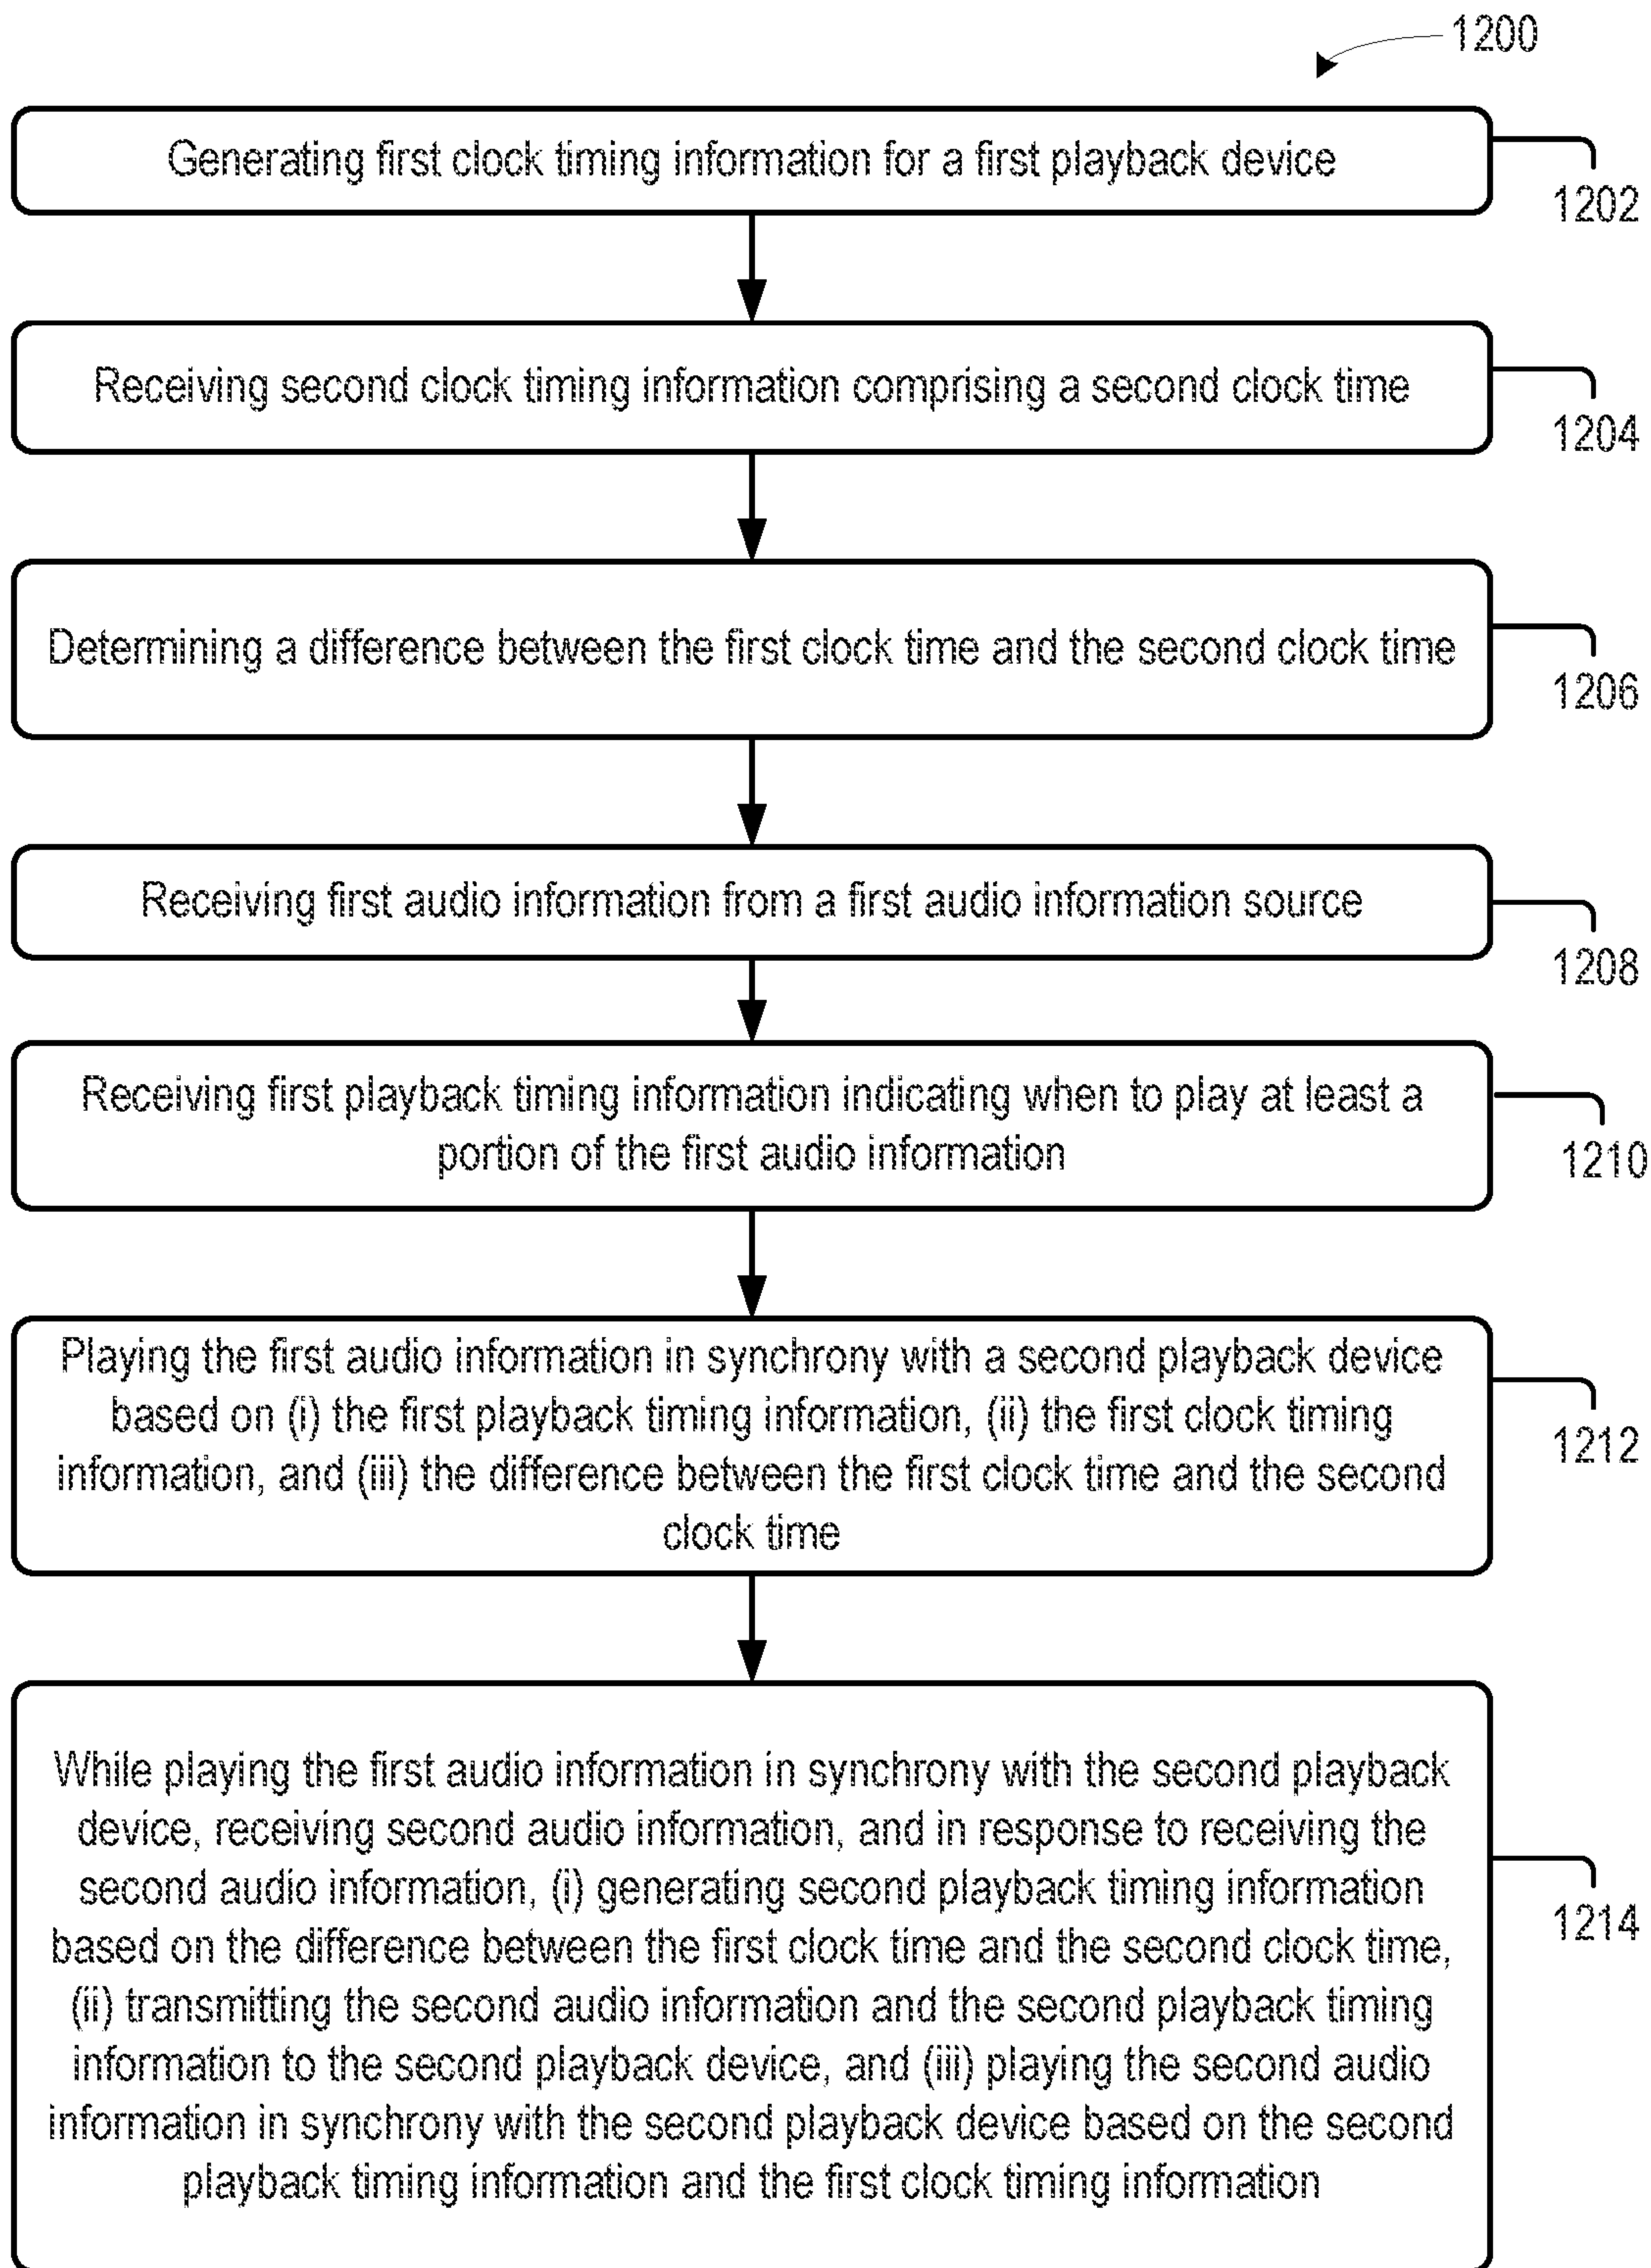 1200
Generating first clock timing information for a first playback device
1202
Receiving second clock timing information comprising a second clock time
1204
Determining a difference between the first clock time and the second clock time
1206
Receiving first audio information from a first audio information source
1208
Receiving first playback timing information indicating when to play at least a
portion of the first audio information
1210
Playing the first audio information in synchrony with a second playback device
based on (i) the first playback timing information, (ii) the first clock timing
information, and (iii) the difference between the first clock time and the second
clock time
1212
While playing the first audio information in synchrony with the second playback
device, receiving second audio information, and in response to receiving the
second audio information, (i) generating second playback timing information
based on the difference between the first clock time and the second clock time,
(ii) transmitting the second audio information and the second playback timing
information to the second playback device, and (iii) playing the second audio
information in synchrony with the second playback device based on the second
playback timing information and the first clock timing information
1214